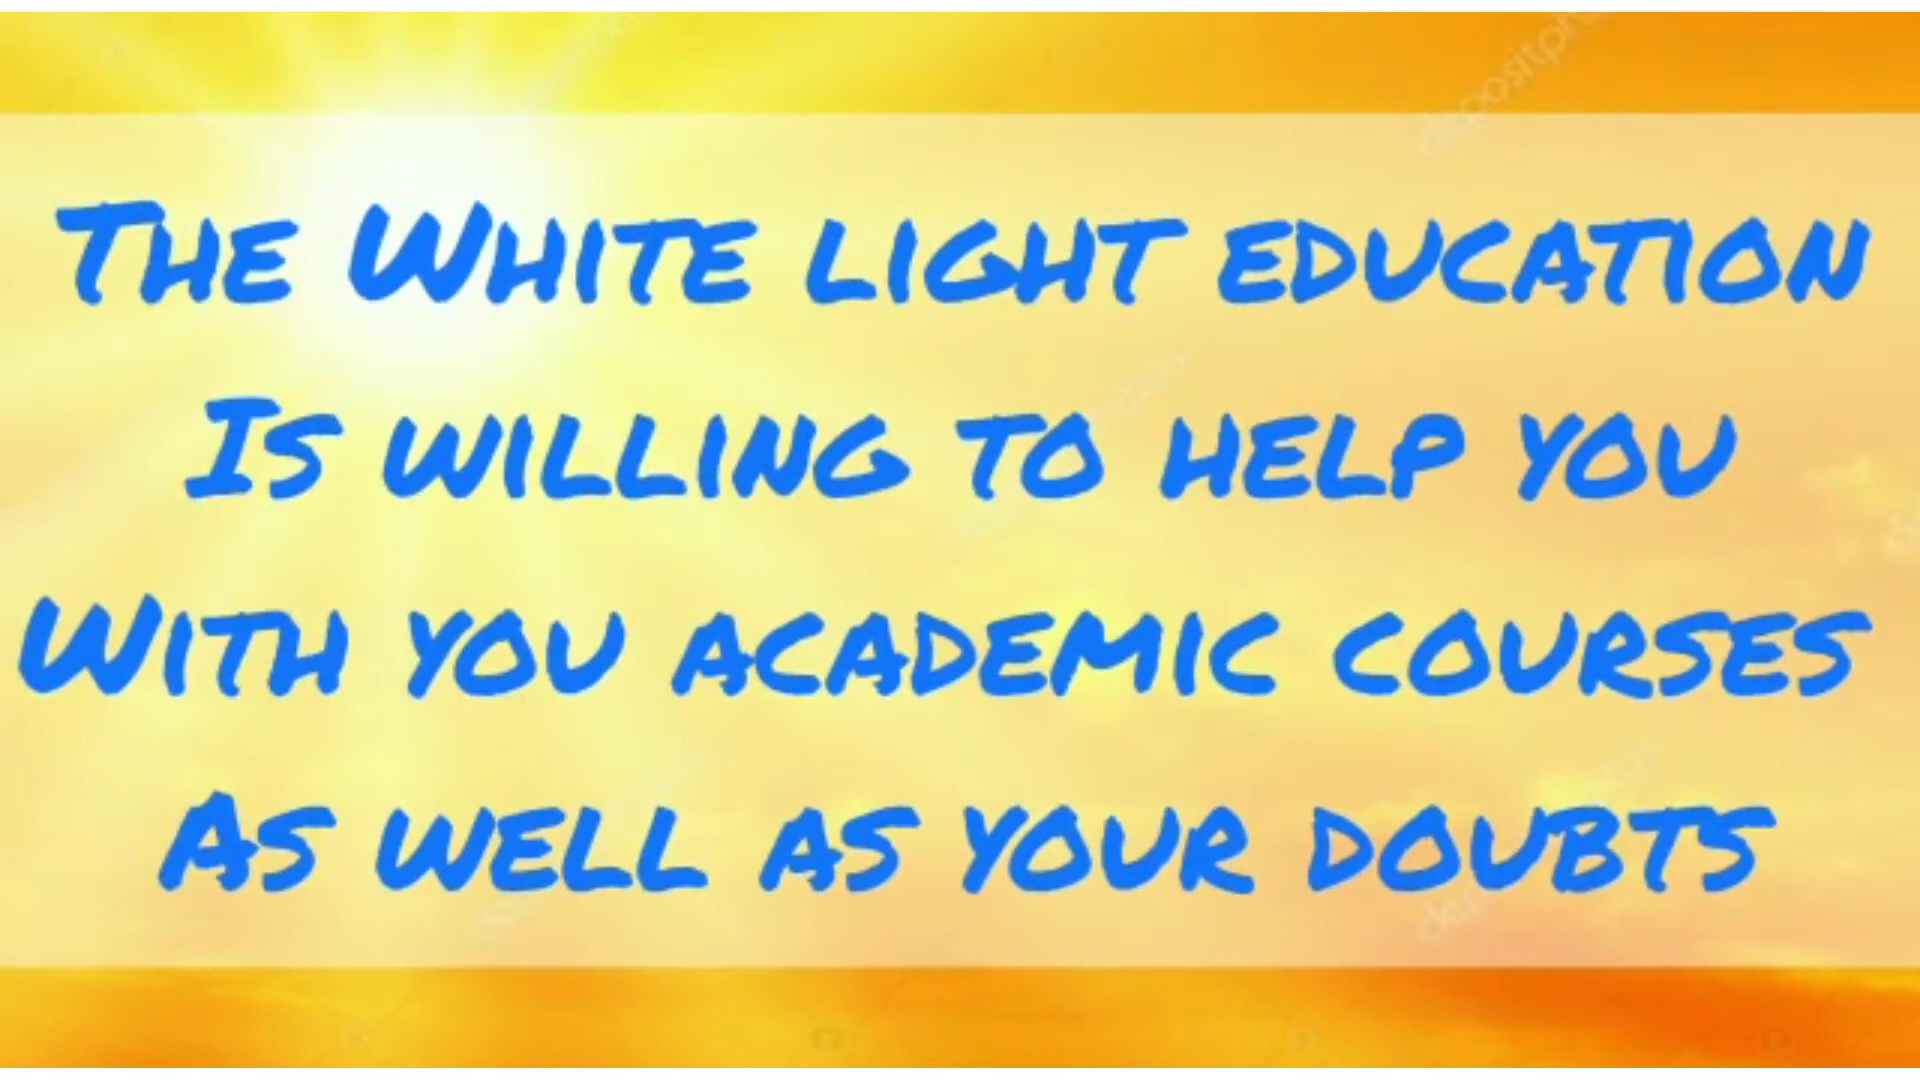 The White light education
Is willing to help you
With you academic courses
As well as your doubts